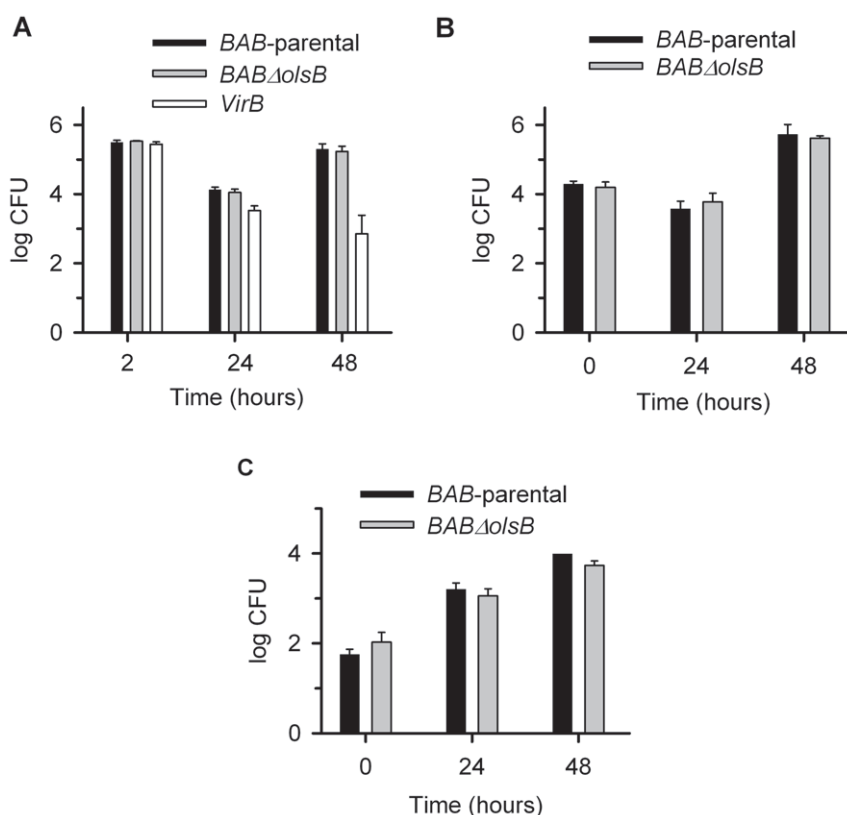 A
BAB-parental
BABΔolsB
VirB
6
4
2
0
log CFU
2 24 48
Time (hours)
B
BAB-parental
BABΔolsB
6
4
2
0
log CFU
0 24 48
Time (hours)
C
BAB-parental
BABΔolsB
4
2
0
log CFU
0 24 48
Time (hours)